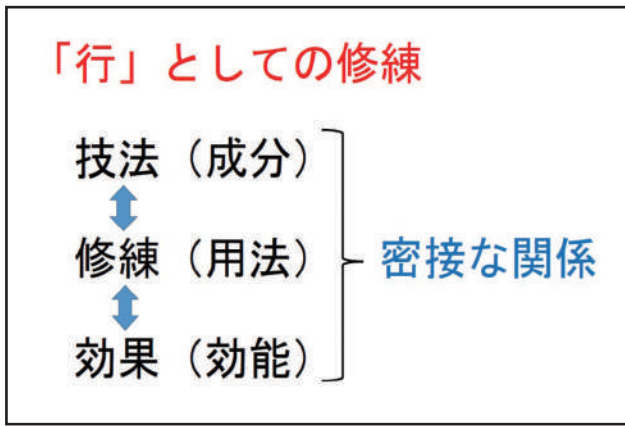 「行」としての修練
技法（成分）
修練（用法）
密接な関係
効果（効能）